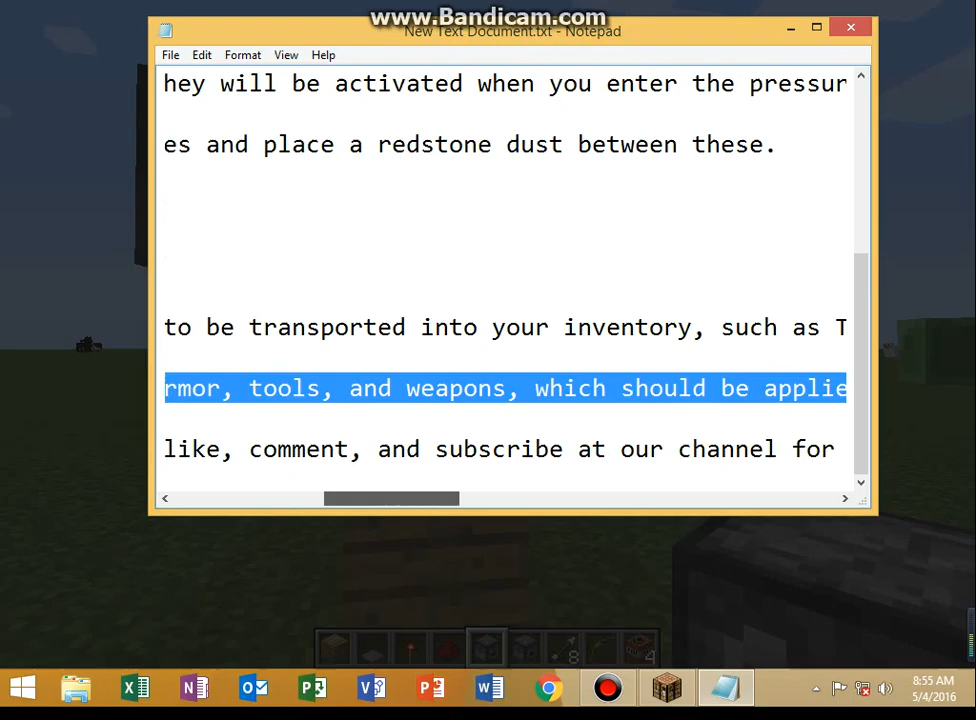 www.Bandicam.com
New Text Document.txt - Notepad
File Edit Format View Help
hey will be activated when you enter the pressur
es and place a redstone dust between these.
to be transported into your inventory, such as T
rmor, tools, and weapons, which should be applie
like, comment, and subscribe at our channel for
8
4
8:55 AM
5/4/2016